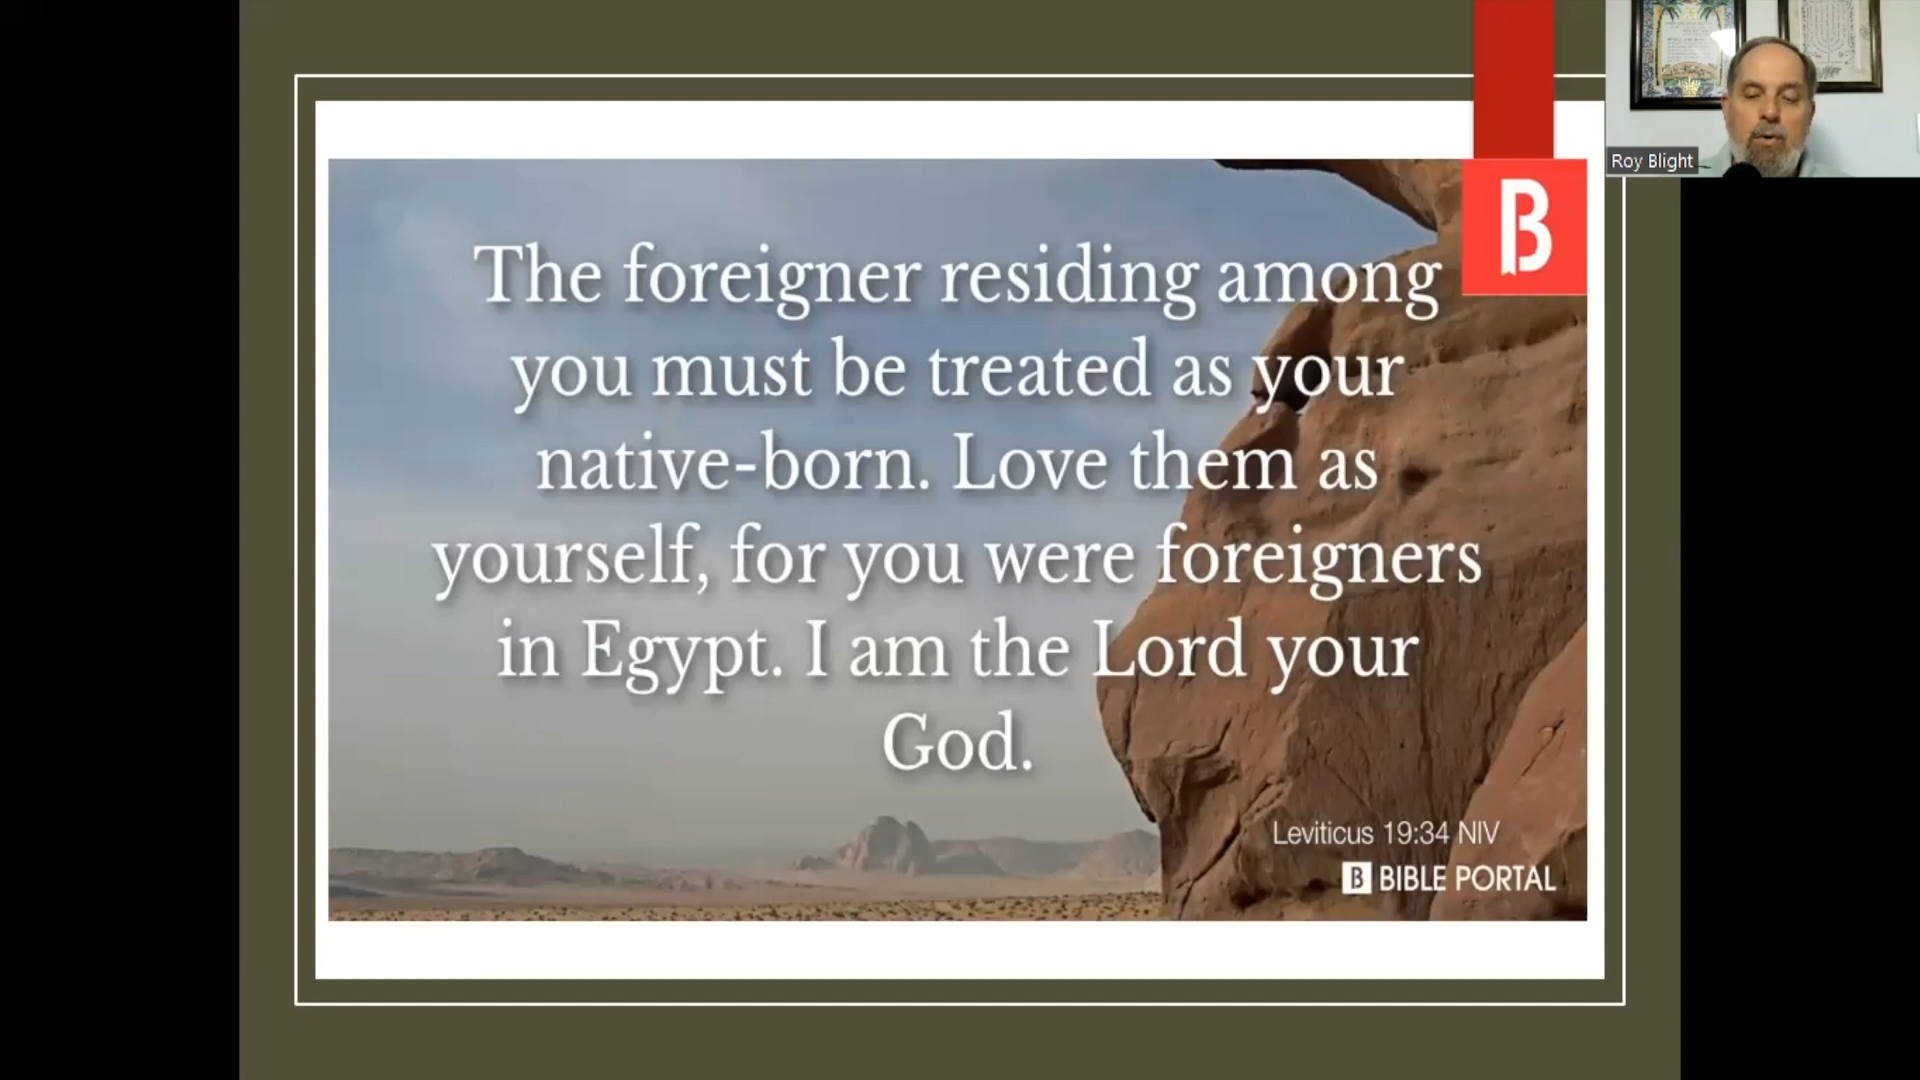 The foreigner residing among
you must be treated as your
native-born. Love them as
yourself, for you were foreigners
in Egypt. I am the Lord your
God.
Leviticus 19:34 NIV
B BIBLE PORTAL
B
Roy Blight